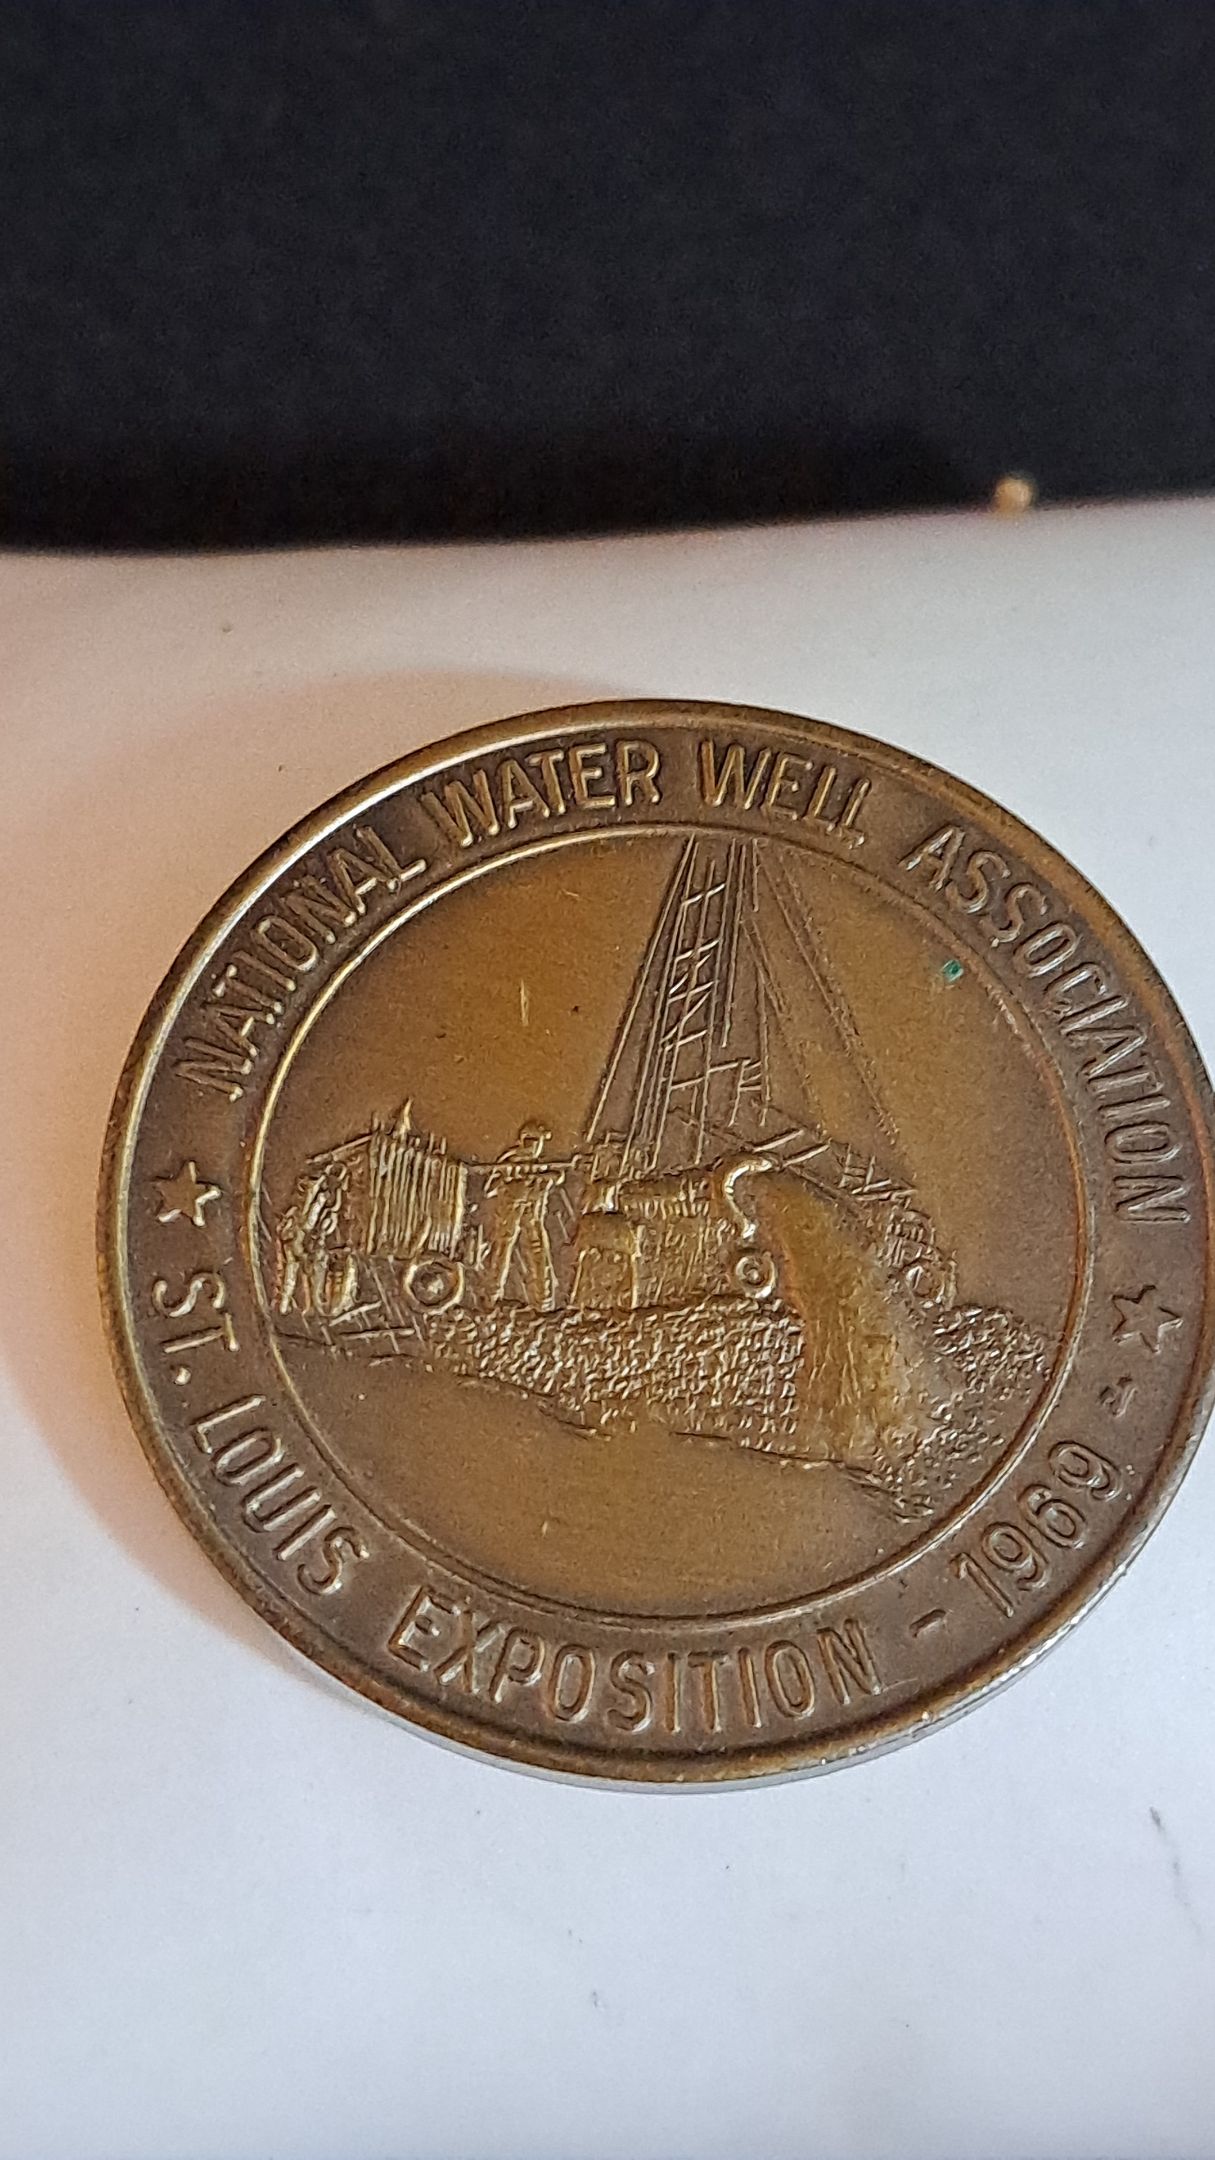 NATIONAL WATER WELL ASSOCIATION
ST. LOUIS EXPOSITION - 1969